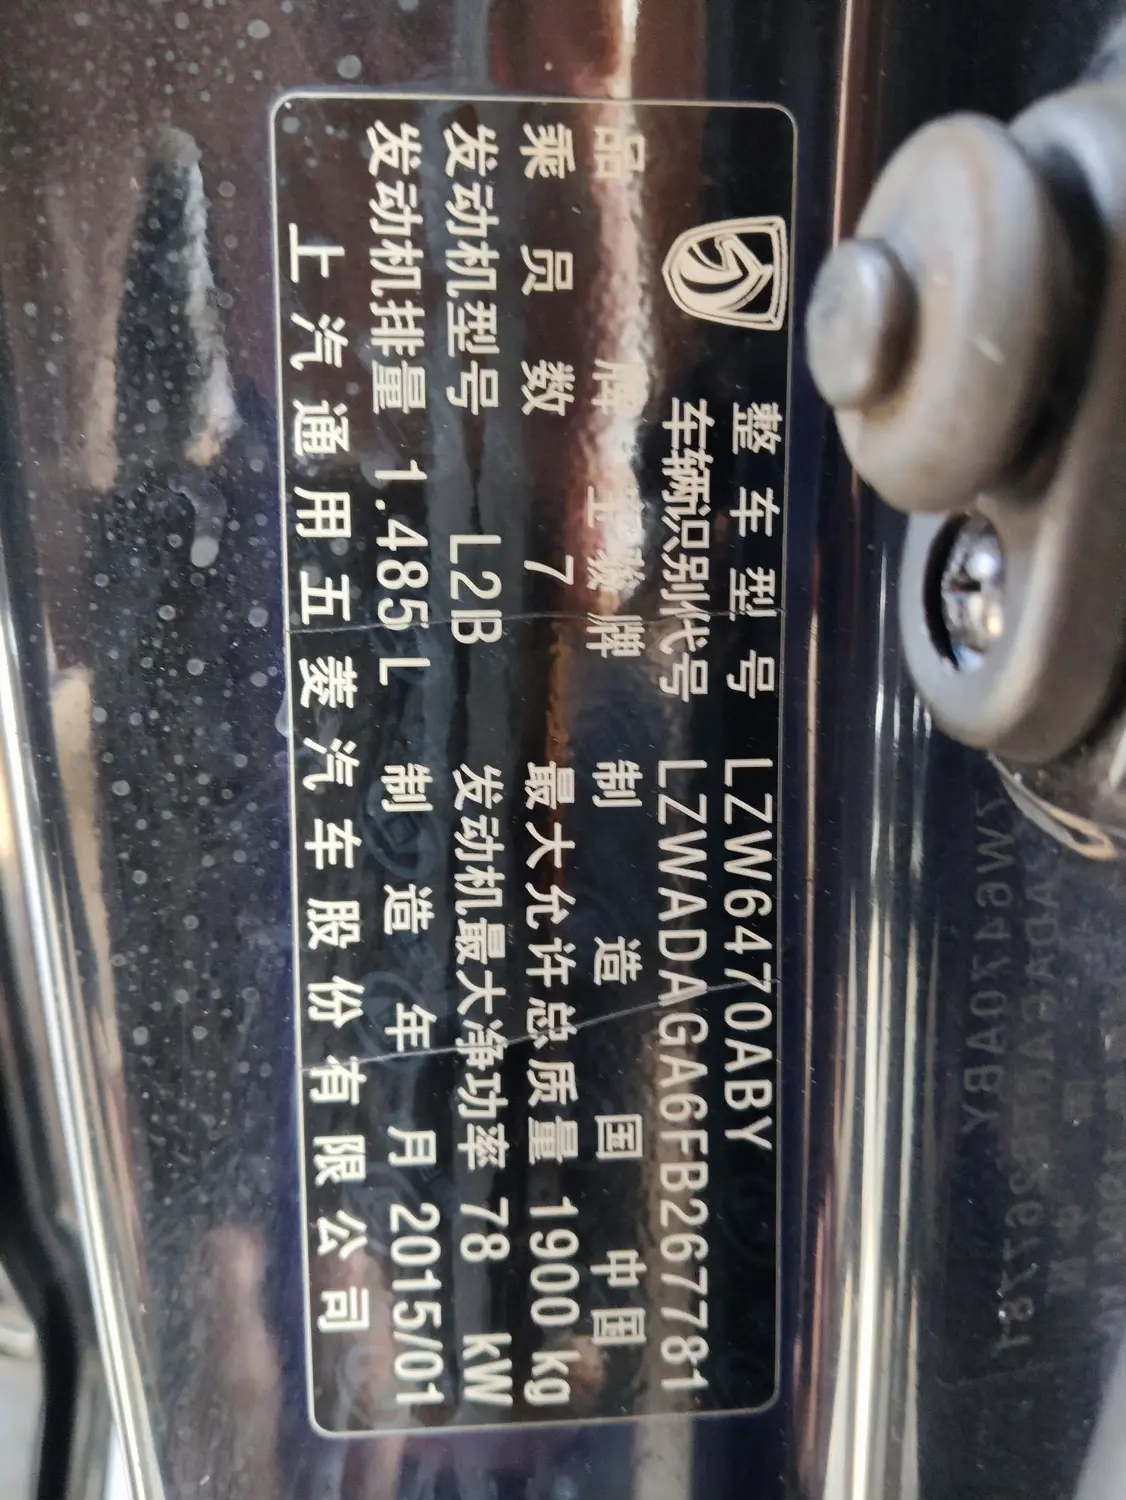 整车型号 LZW6470ABY
车辆识别代号 LZWADAGA6FB267781
品牌 宝骏牌 制造国 中国
乘员数 7 最大允许总质量 1900 kg
发动机型号 L2B 发动机最大净功率 78 kW
发动机排量 1.485L 制造年月 2015/01
上汽通用五菱汽车股份有限公司